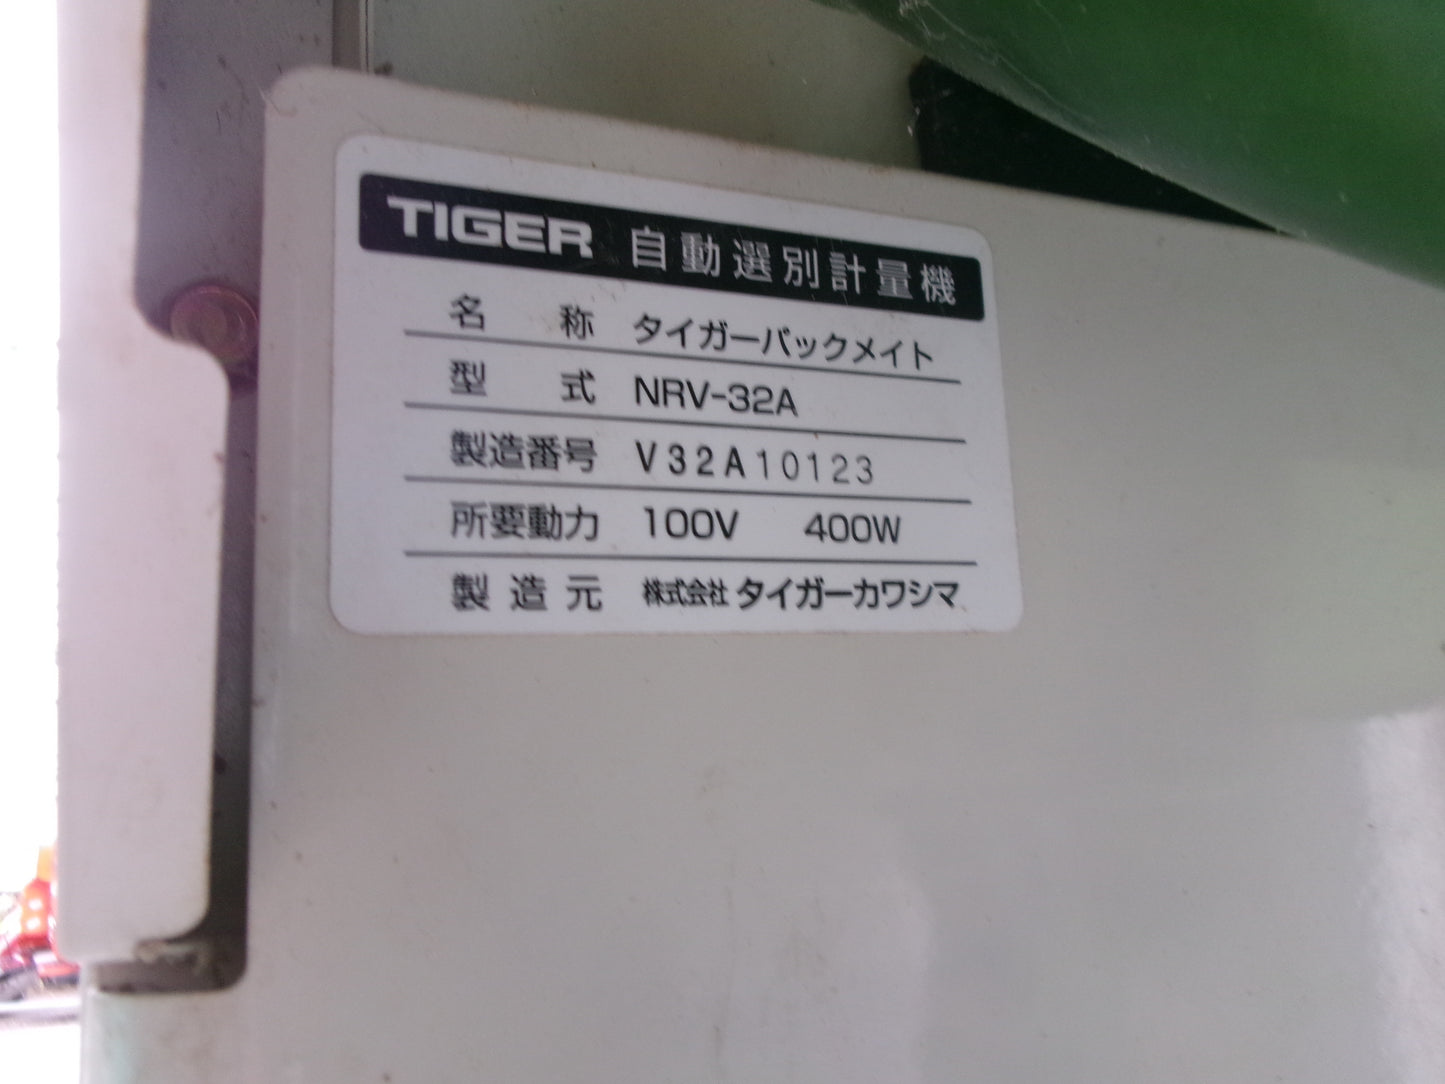 TIGER 自動選別計量機
名 称 タイガーパックメイト
型 式 NRV-32A
製造番号 V32A10123
所要動力 100V 400W
製造元 株式会社 タイガーカワシマ